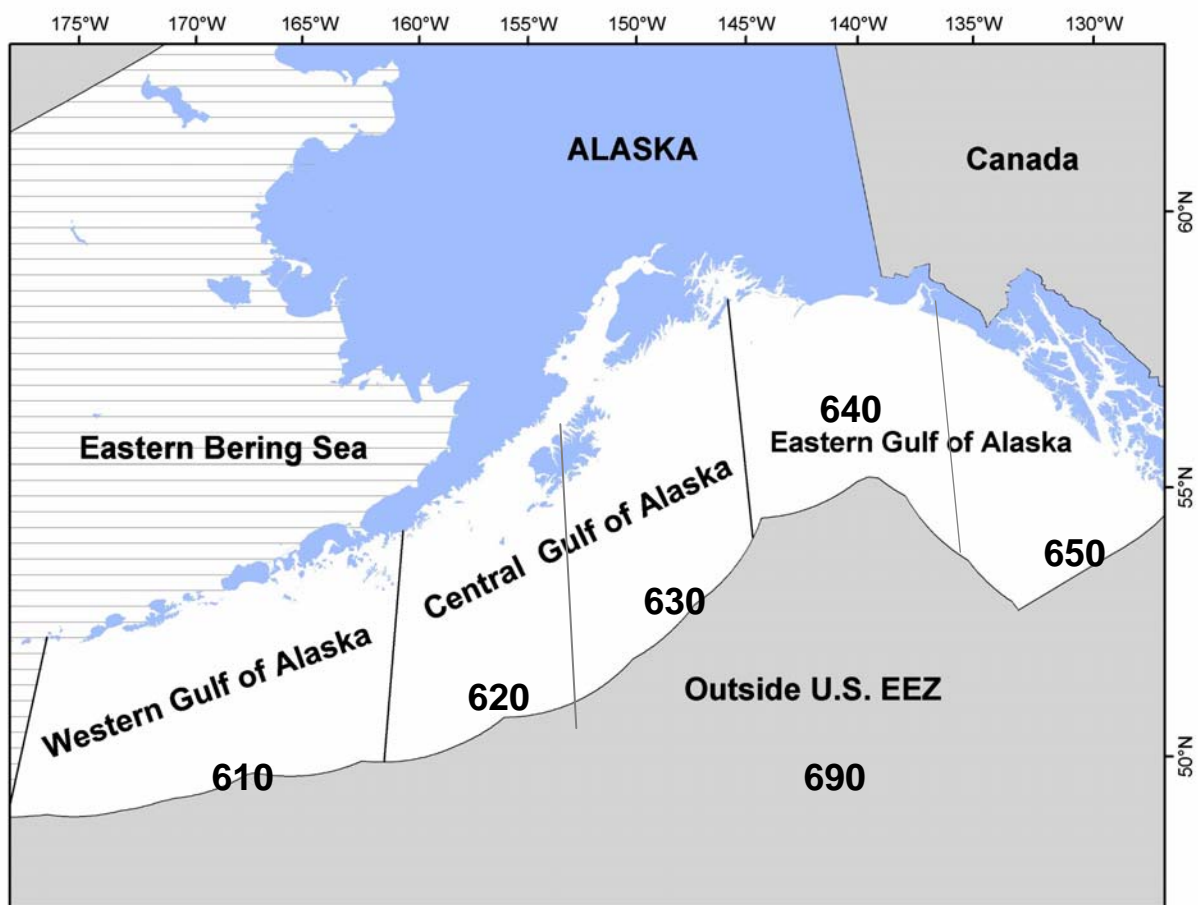 175°W 170°W 165°W 160°W 155°W 150°W 145°W 140°W 135°W 130°W
ALASKA
Canada
60°N
640
Eastern Bering Sea
Eastern Gulf of Alaska
55°N
Central Gulf of Alaska
650
630
Western Gulf of Alaska
620
Outside U.S. EEZ
610
690
50°N